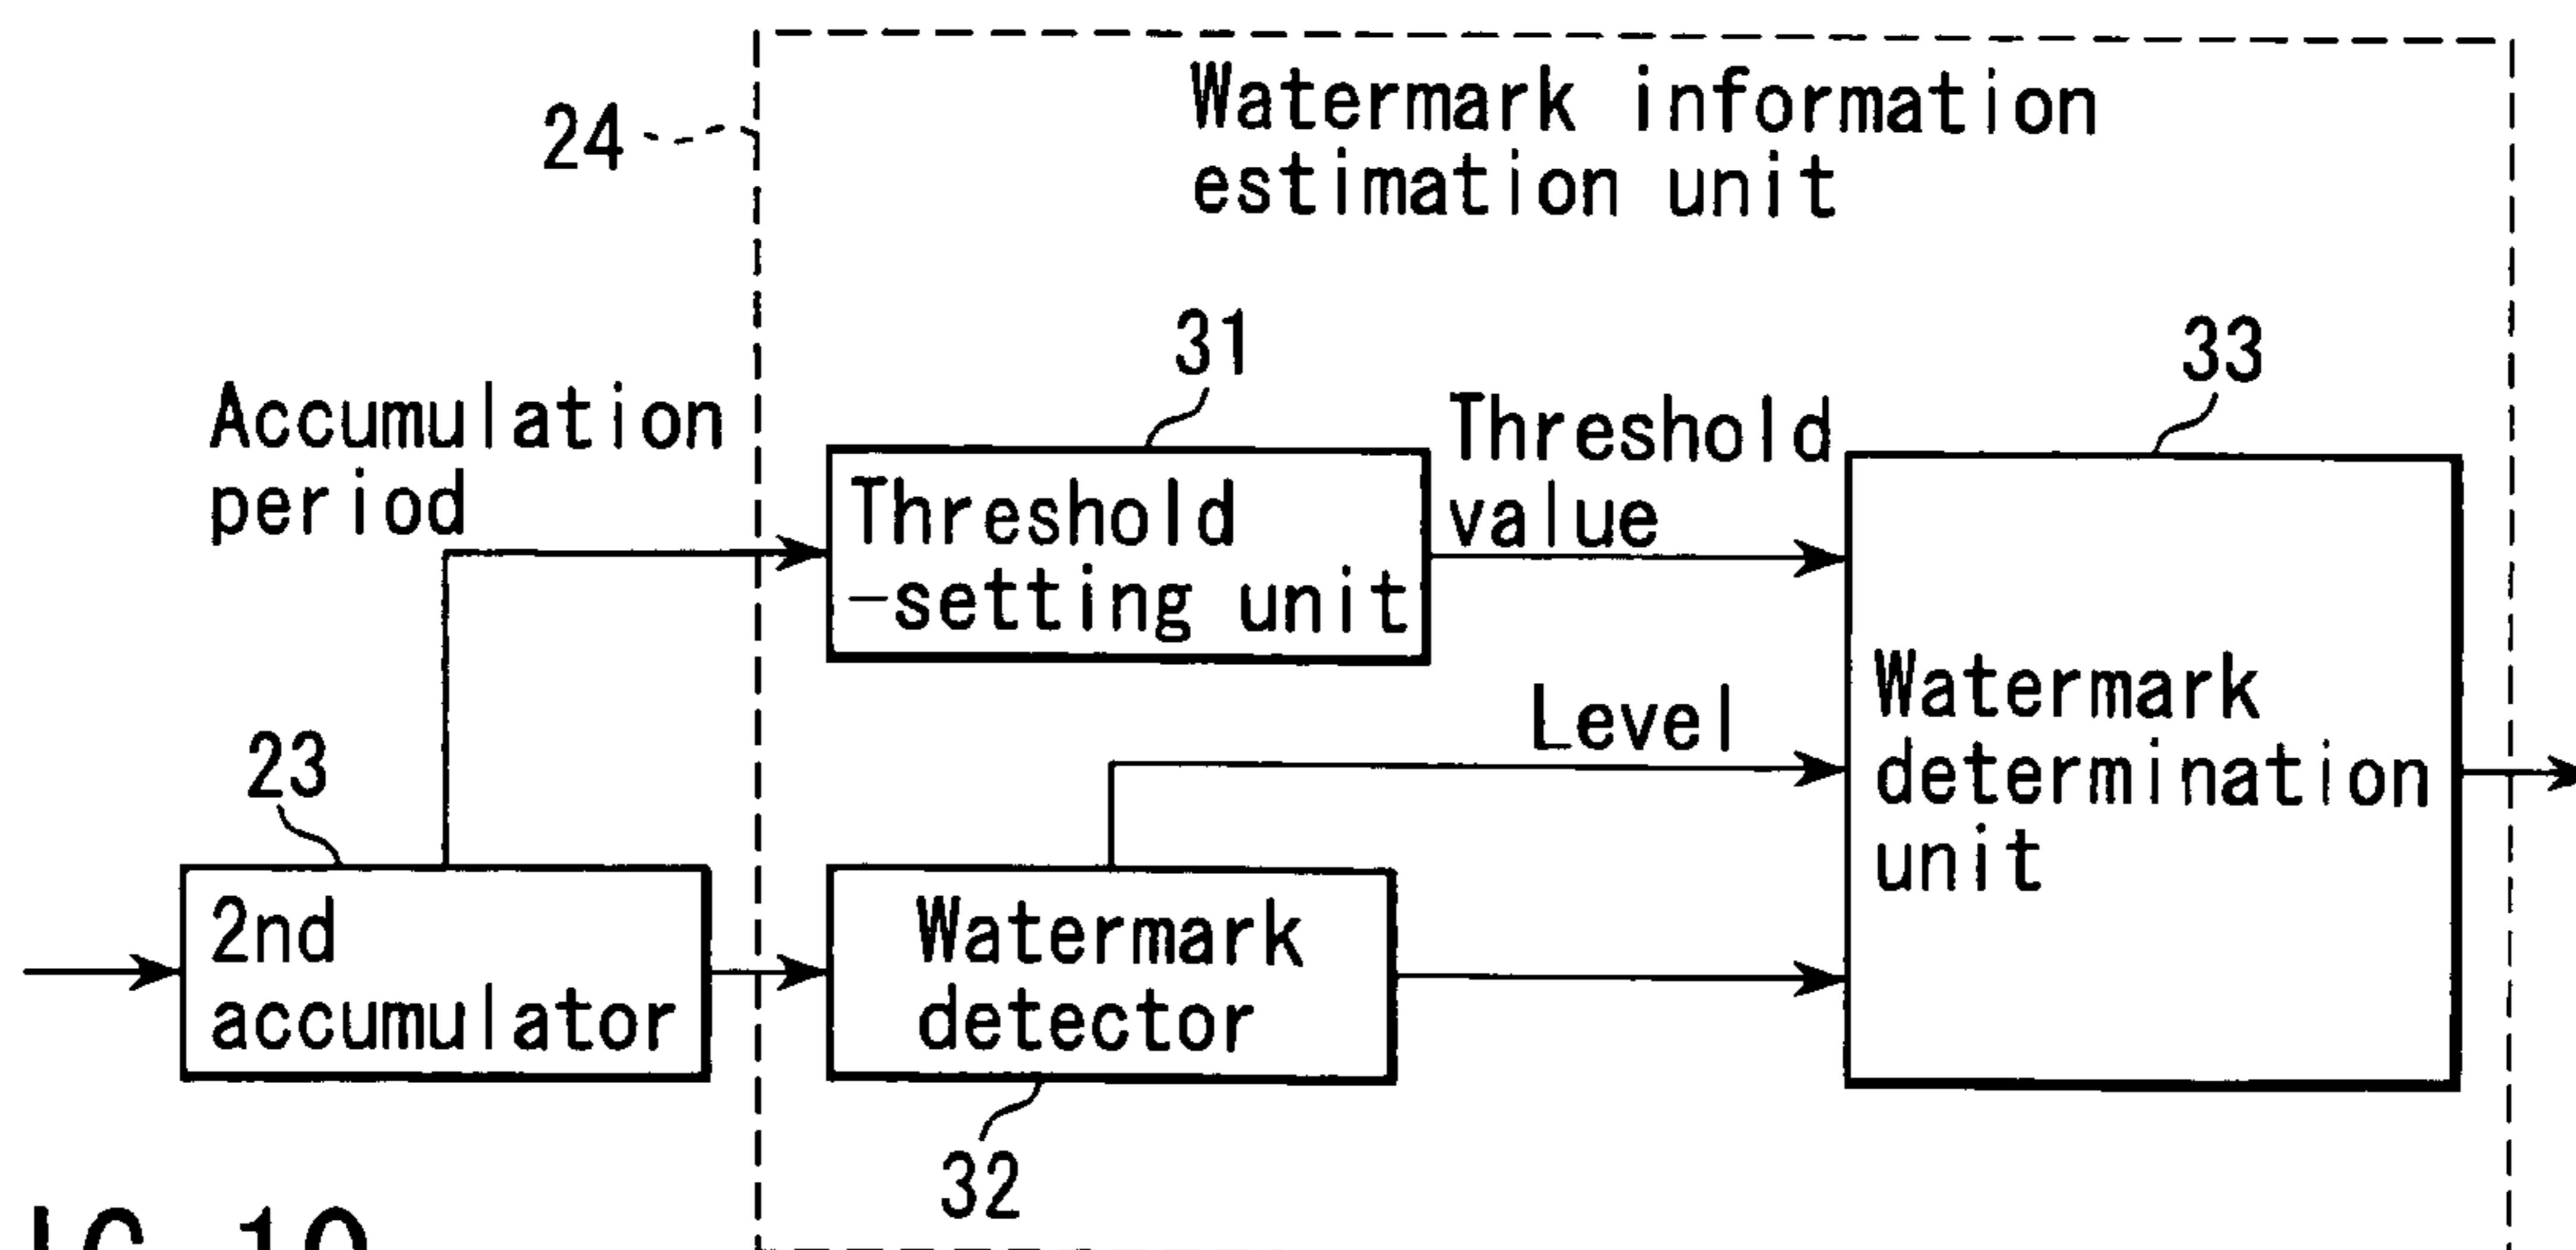 Watermark information
estimation unit
24
31
33
Accumulation
period
Threshold
value
Threshold
-setting unit
Level
23
Watermark
determination
unit
2nd
accumulator
Watermark
detector
32